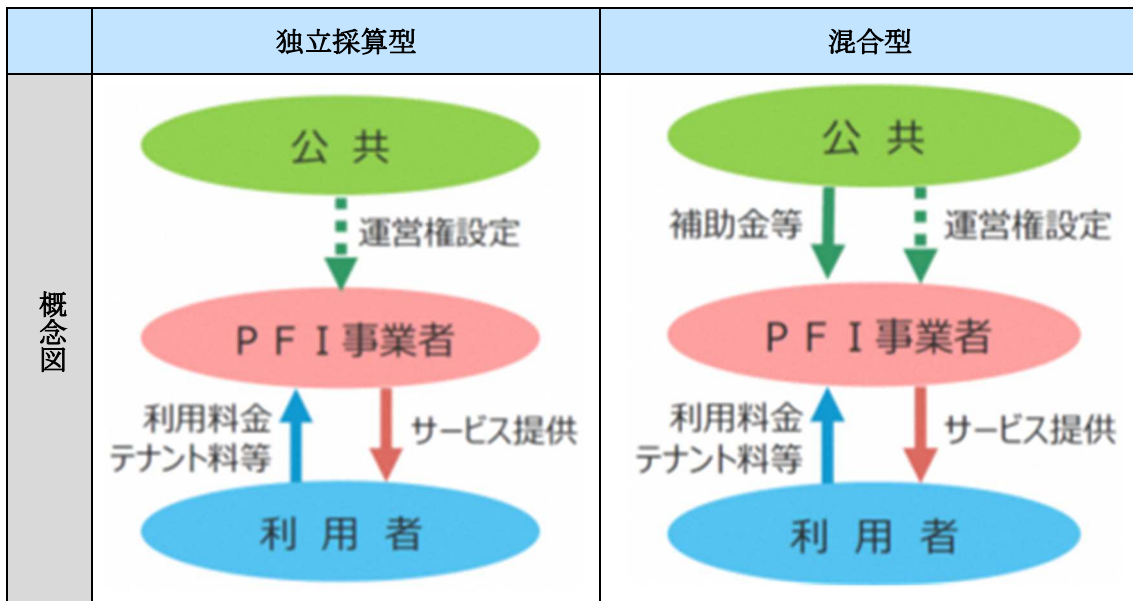 独立採算型
混合型
概念図
公共
運営権設定
PFI事業者
利用料金
テナント料等
サービス提供
利用者
公共
補助金等
運営権設定
PFI事業者
利用料金
テナント料等
サービス提供
利用者